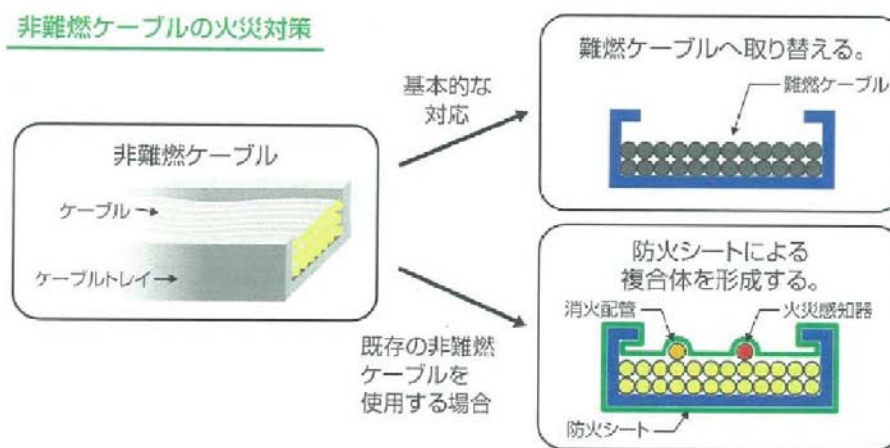 非難燃ケーブルの火災対策
非難燃ケーブル
ケーブル
ケーブルトレイ
基本的な
対応
難燃ケーブルへ取り替える。
難燃ケーブル
既存の非難燃
ケーブルを
使用する場合
防火シートによる
複合体を形成する。
消火配管
火災感知器
防火シート